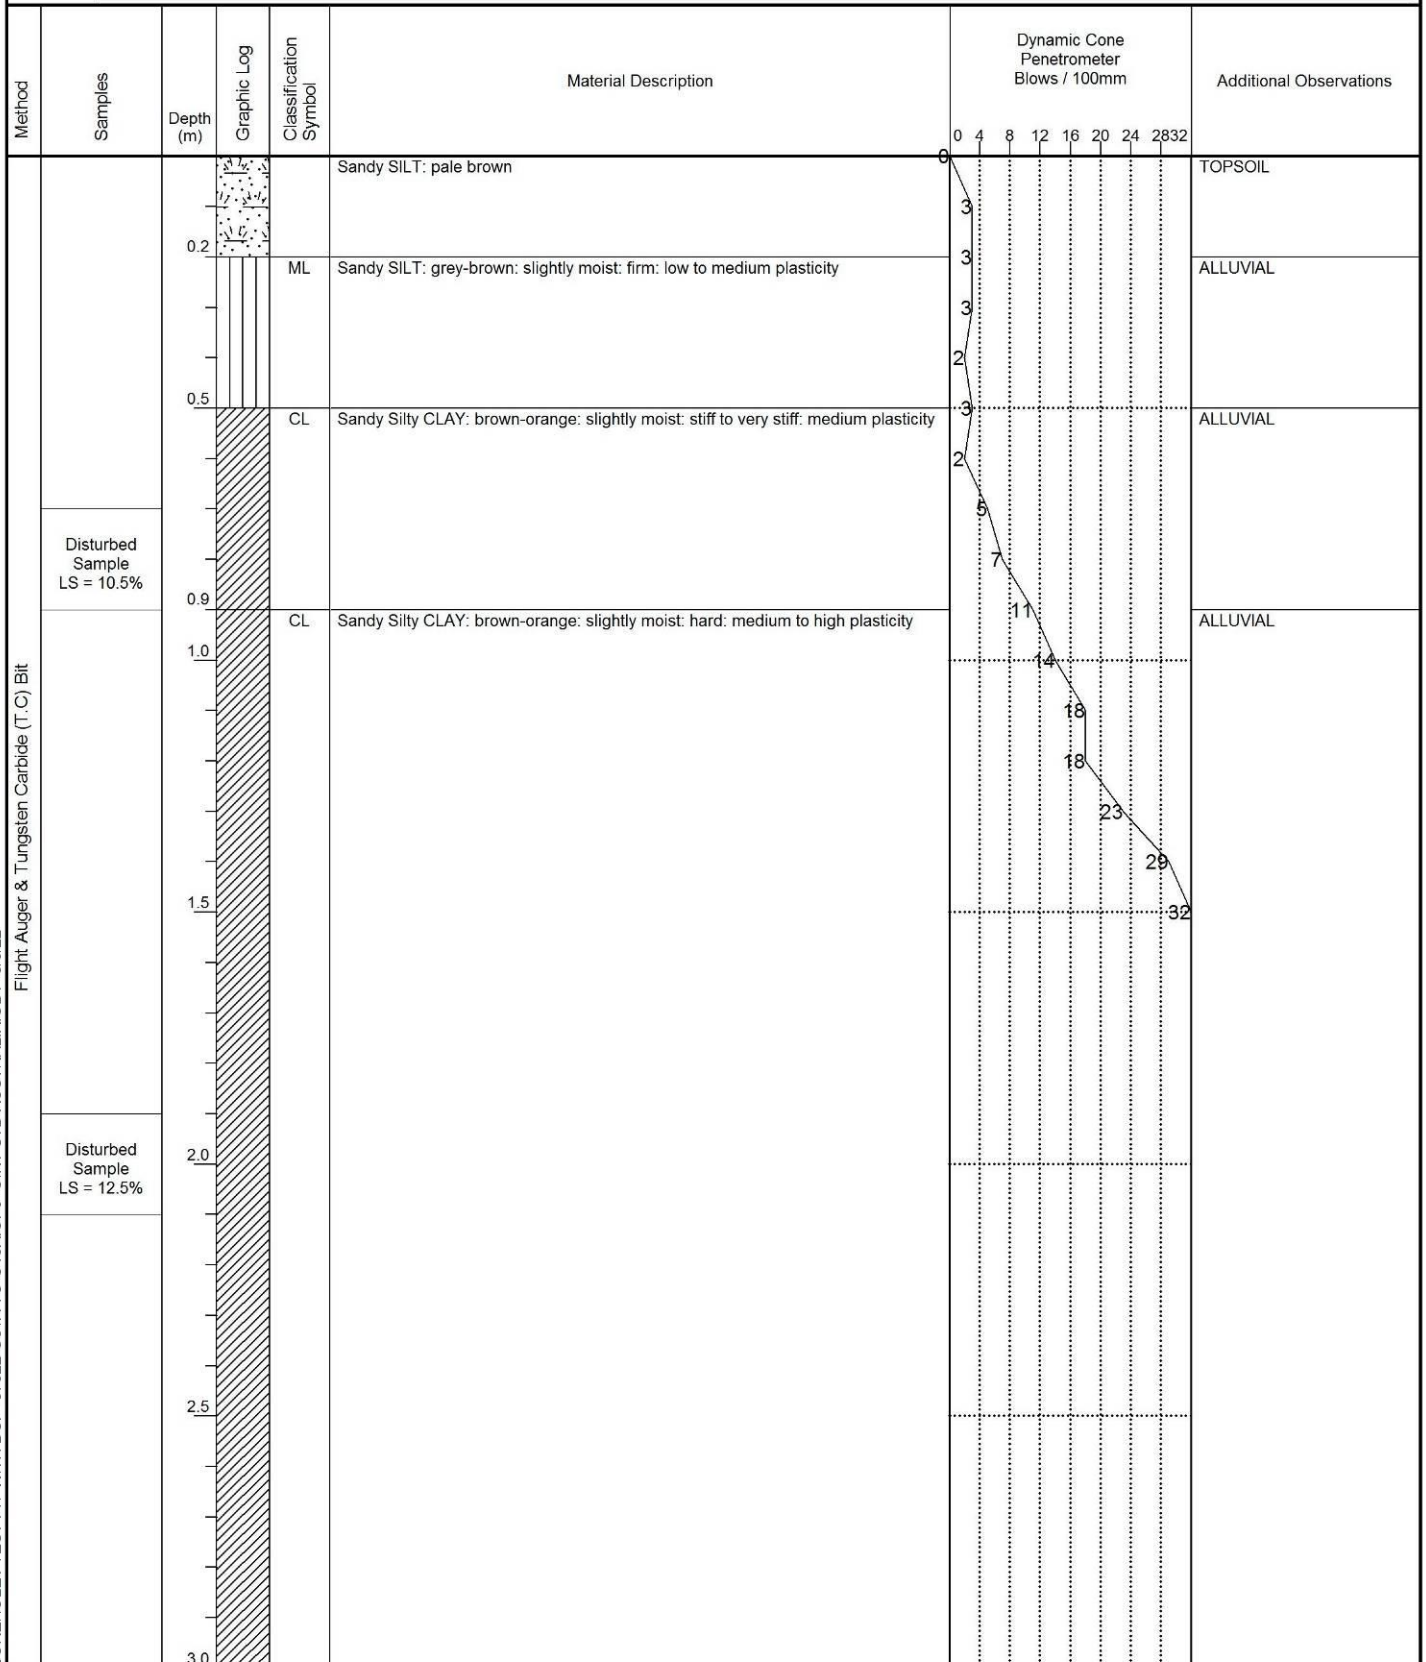 Method
Samples
Depth
(m)
Graphic Log
Classification
Symbol
Material Description
Dynamic Cone
Penetrometer
Blows / 100mm
0 4 8 12 16 20 24 28 32
Additional Observations
0
Sandy SILT: pale brown
TOPSOIL
3
0.2
3
ML
Sandy SILT: grey-brown: slightly moist: firm: low to medium plasticity
ALLUVIAL
3
2
0.5
3
CL
Sandy Silty CLAY: brown-orange: slightly moist: stiff to very stiff: medium plasticity
ALLUVIAL
2
5
Disturbed
Sample
LS = 10.5%
7
0.9
11
CL
Sandy Silty CLAY: brown-orange: slightly moist: hard: medium to high plasticity
ALLUVIAL
1.0
14
18
18
23
29
1.5
32
Flight Auger & Tungsten Carbide (T.C) Bit
Disturbed
Sample
LS = 12.5%
2.0
2.5
3.0